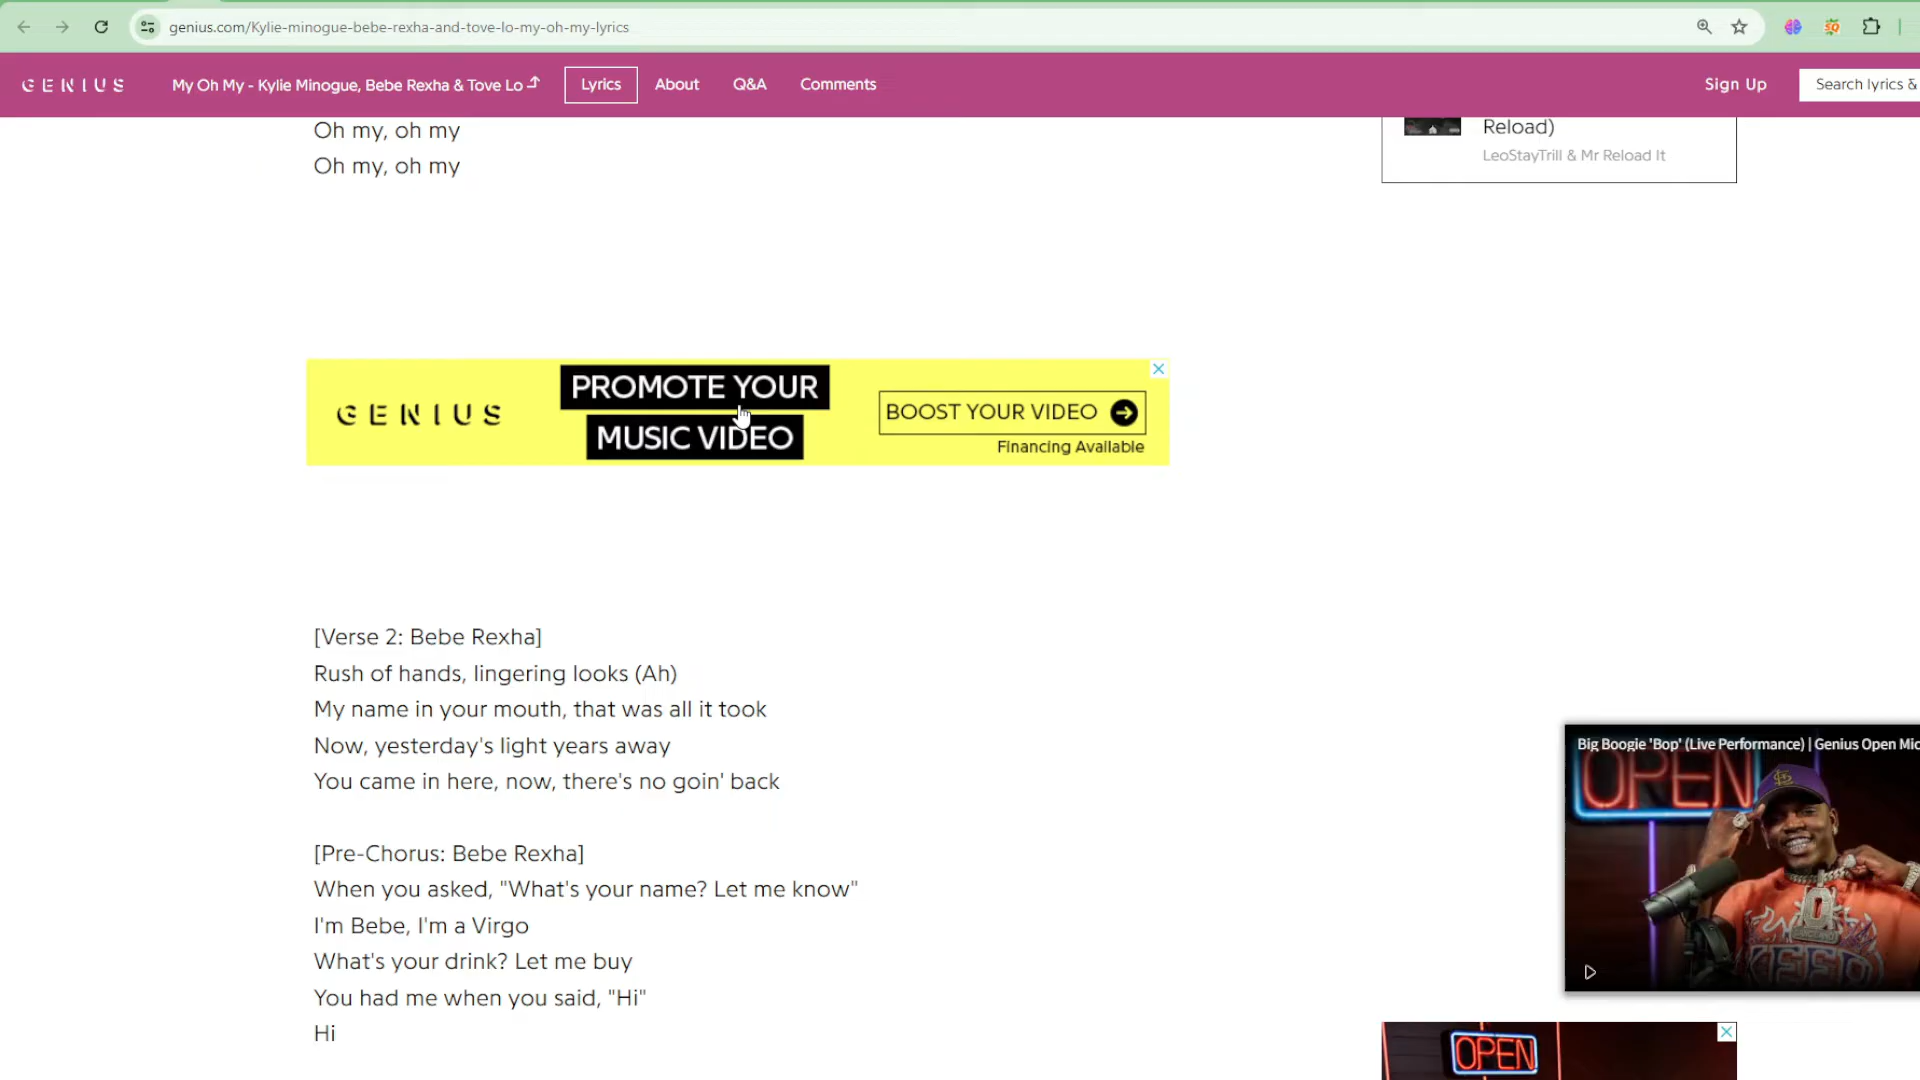 genius.com/Kylie-minogue-bebe-rexha-and-tove-lo-my-oh-my-lyrics
GENIUS
My Oh My - Kylie Minogue, Bebe Rexha & Tove Lo
Lyrics
About
Q&A
Comments
Sign Up
Search lyrics &
Oh my, oh my
Oh my, oh my
Reload)
LeoStayTrill & Mr Reload It
GENIUS
PROMOTE YOUR
MUSIC VIDEO
BOOST YOUR VIDEO
Financing Available
[Verse 2: Bebe Rexha]
Rush of hands, lingering looks (Ah)
My name in your mouth, that was all it took
Now, yesterday's light years away
You came in here, now, there's no goin' back
[Pre-Chorus: Bebe Rexha]
When you asked, "What's your name? Let me know"
I'm Bebe, I'm a Virgo
What's your drink? Let me buy
You had me when you said, "Hi"
Hi
Big Boogie 'Bop' (Live Performance) | Genius Open Mic
OPEN
OPEN